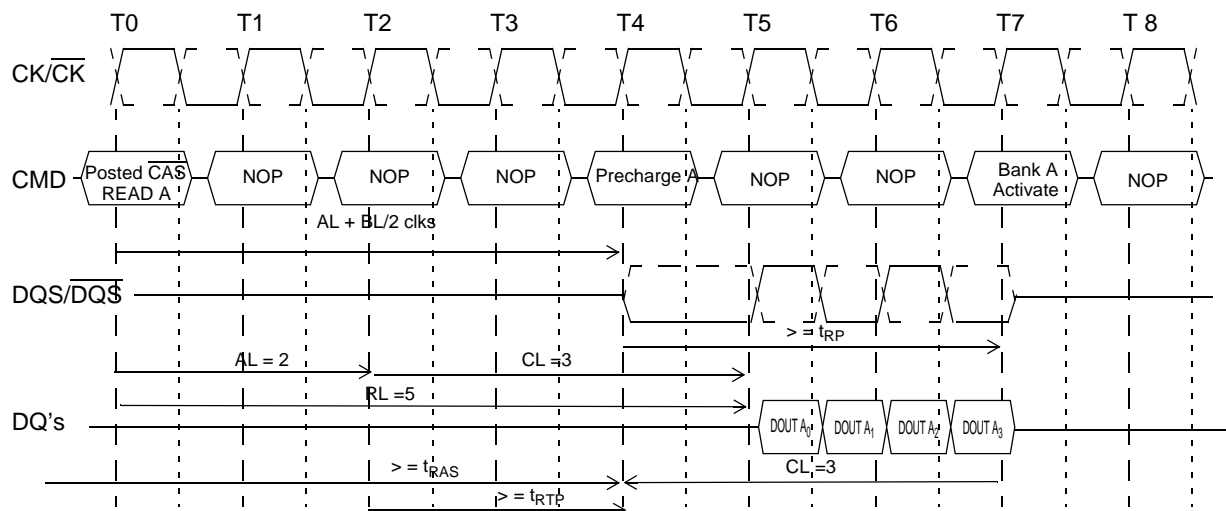 T0 T1 T2 T3 T4 T5 T6 T7 T 8
CK/CK
CMD
Posted CAS
READ A
NOP
NOP
NOP
Precharge A
NOP
NOP
Bank A
Activate
NOP
AL + BL/2 clks
DQS/DQS
> = tRP
AL = 2
CL =3
RL =5
DQ's
DOUT A0
DOUT A1
DOUT A2
DOUT A3
> = tRAS
CL =3
> = tRTP